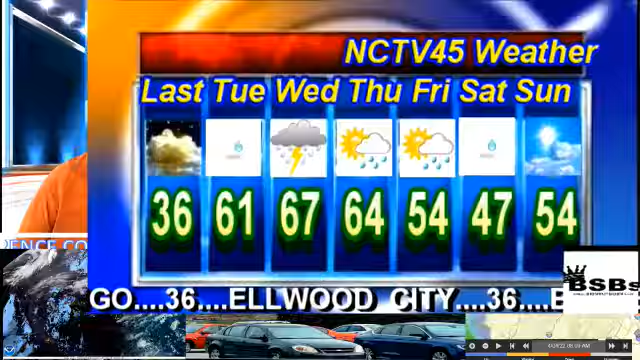 NCTV45 Weather
Last Tue Wed Thu Fri Sat Sun
36 61 67 64 54 47 54
GO....36....ELLWOOD CITY....36....
BSBs